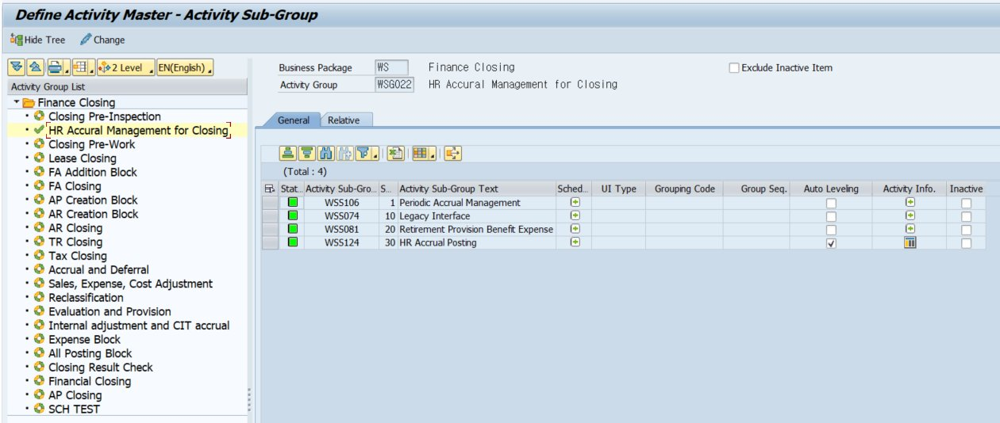 Define Activity Master - Activity Sub-Group
Hide Tree Change
2 Level EN(English)
Activity Group List
Finance Closing
Closing Pre-Inspection
HR Accural Management for Closing
Closing Pre-Work
Lease Closing
FA Addition Block
FA Closing
AP Creation Block
AR Creation Block
AR Closing
TR Closing
Tax Closing
Accrual and Deferral
Sales, Expense, Cost Adjustment
Reclassification
Evaluation and Provision
Internal adjustment and CIT accrual
Expense Block
All Posting Block
Closing Result Check
Financial Closing
AP Closing
SCH TEST
Business Package WS Finance Closing Exclude Inactive Item
Activity Group WSG022 HR Accural Management for Closing
General Relative
(Total : 4)
Stat... Activity Sub-Gro... S... Activity Sub-Group Text Sched... UI Type Grouping Code Group Seq. Auto Leveling Activity Info. Inactive
WSS106 1 Periodic Accrual Management
WSS074 10 Legacy Interface
WSS081 20 Retirement Provision Benefit Expense
WSS124 30 HR Accrual Posting